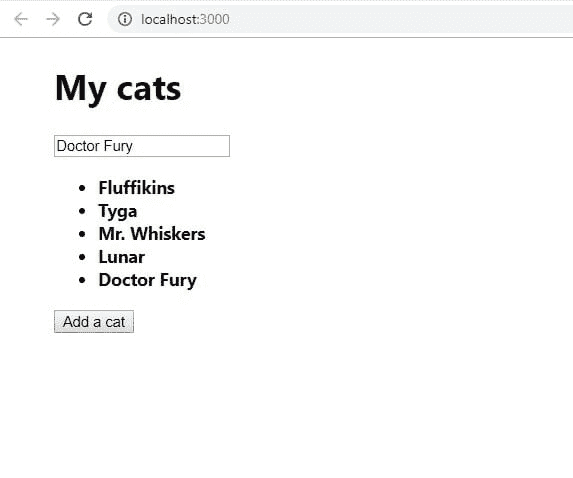 localhost:3000
My cats
Doctor Fury
Fluffikins
Tyga
Mr. Whiskers
Lunar
Doctor Fury
Add a cat